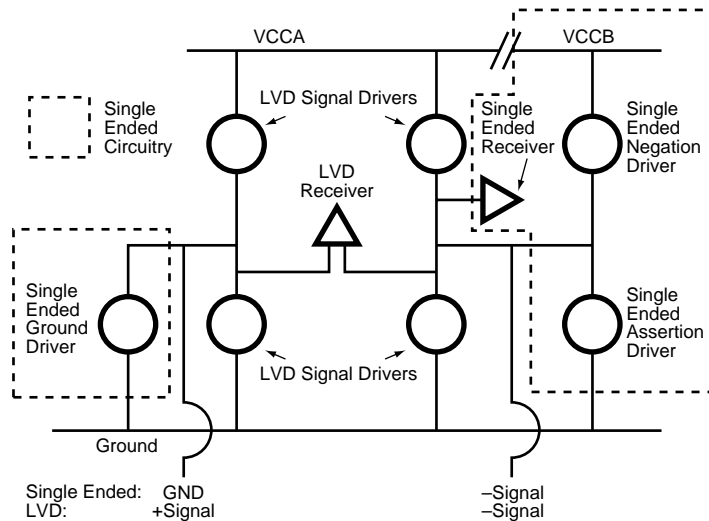 VCCA
VCCB
Single
Ended
Circuitry
LVD Signal Drivers
Single
Ended
Receiver
Single
Ended
Negation
Driver
LVD
Receiver
Single
Ended
Ground
Driver
LVD Signal Drivers
Single
Ended
Assertion
Driver
Ground
Single Ended: GND –Signal
LVD: +Signal –Signal